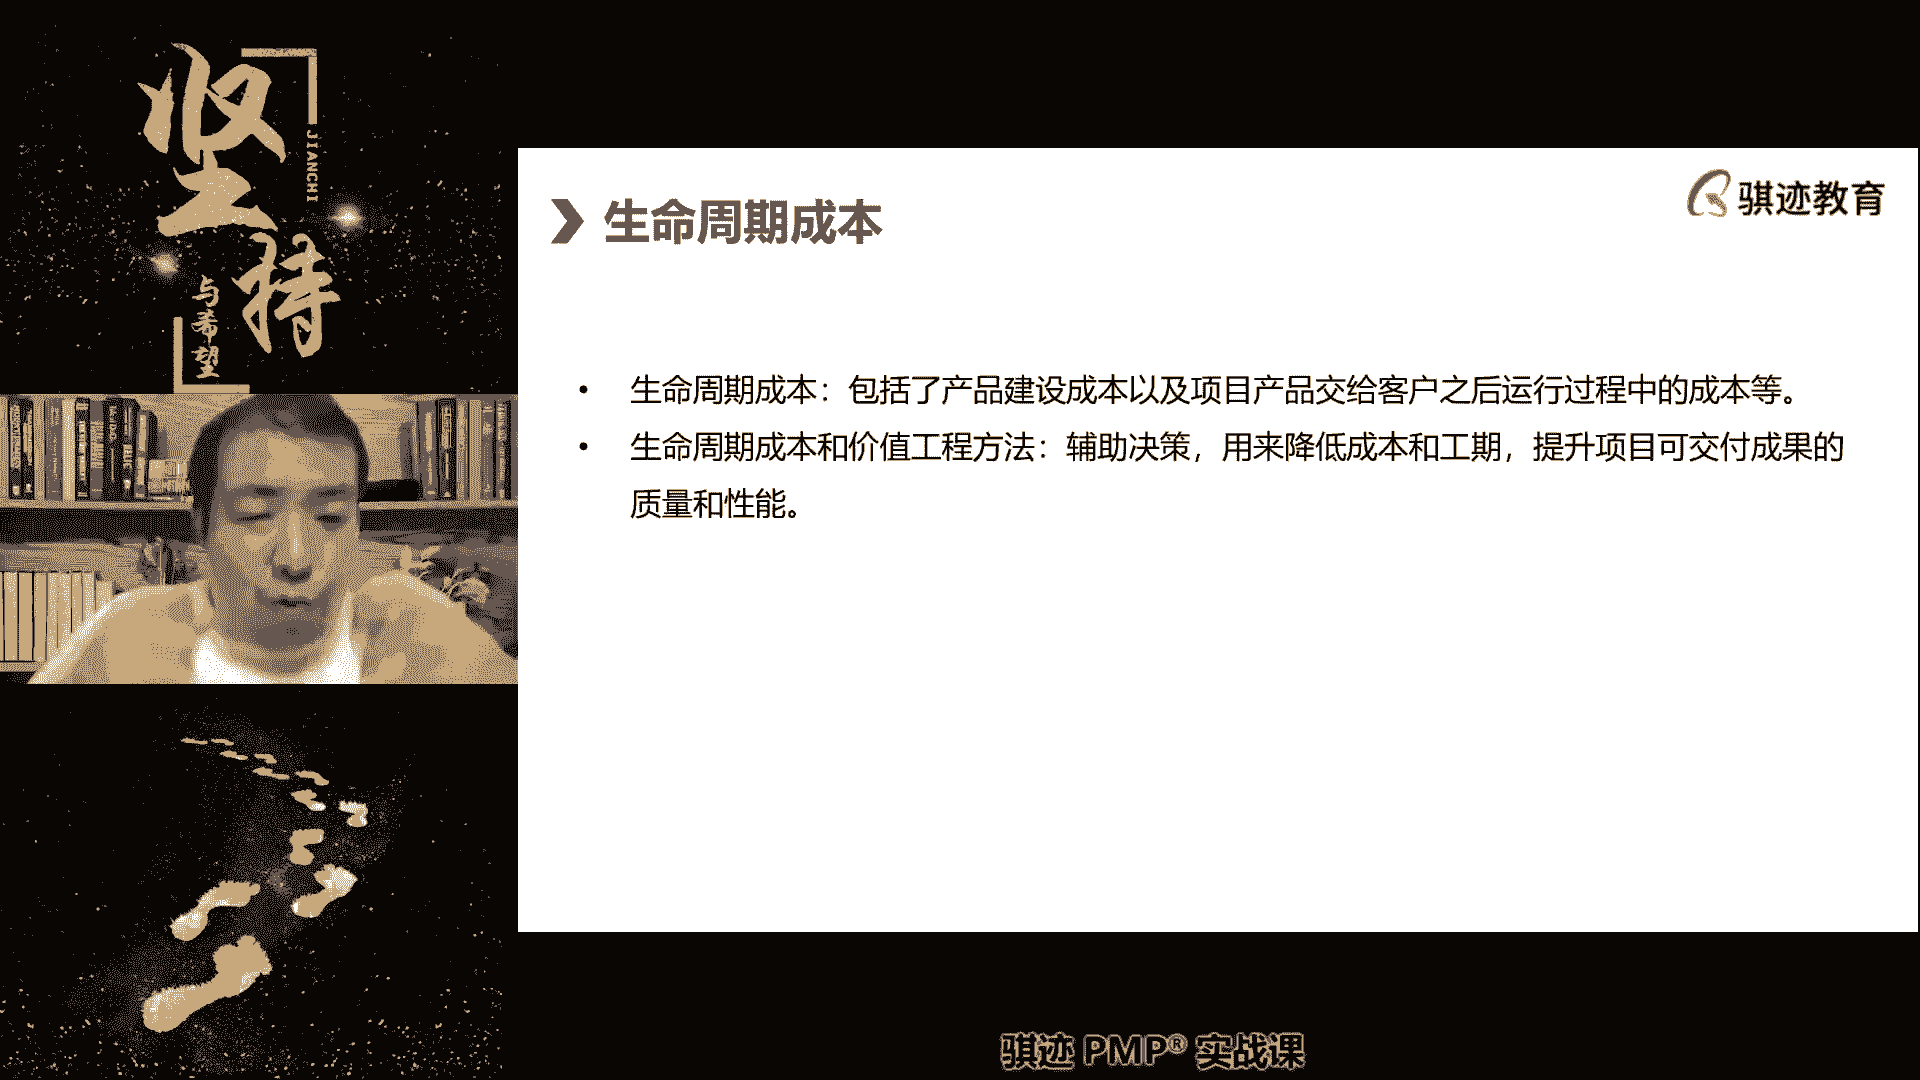 坚持
JIANCHI
与希望
骐迹教育
生命周期成本
• 生命周期成本：包括了产品建设成本以及项目产品交给客户之后运行过程中的成本等。
• 生命周期成本和价值工程方法：辅助决策，用来降低成本和工期，提升项目可交付成果的
质量和性能。
骐迹 PMP® 实战课